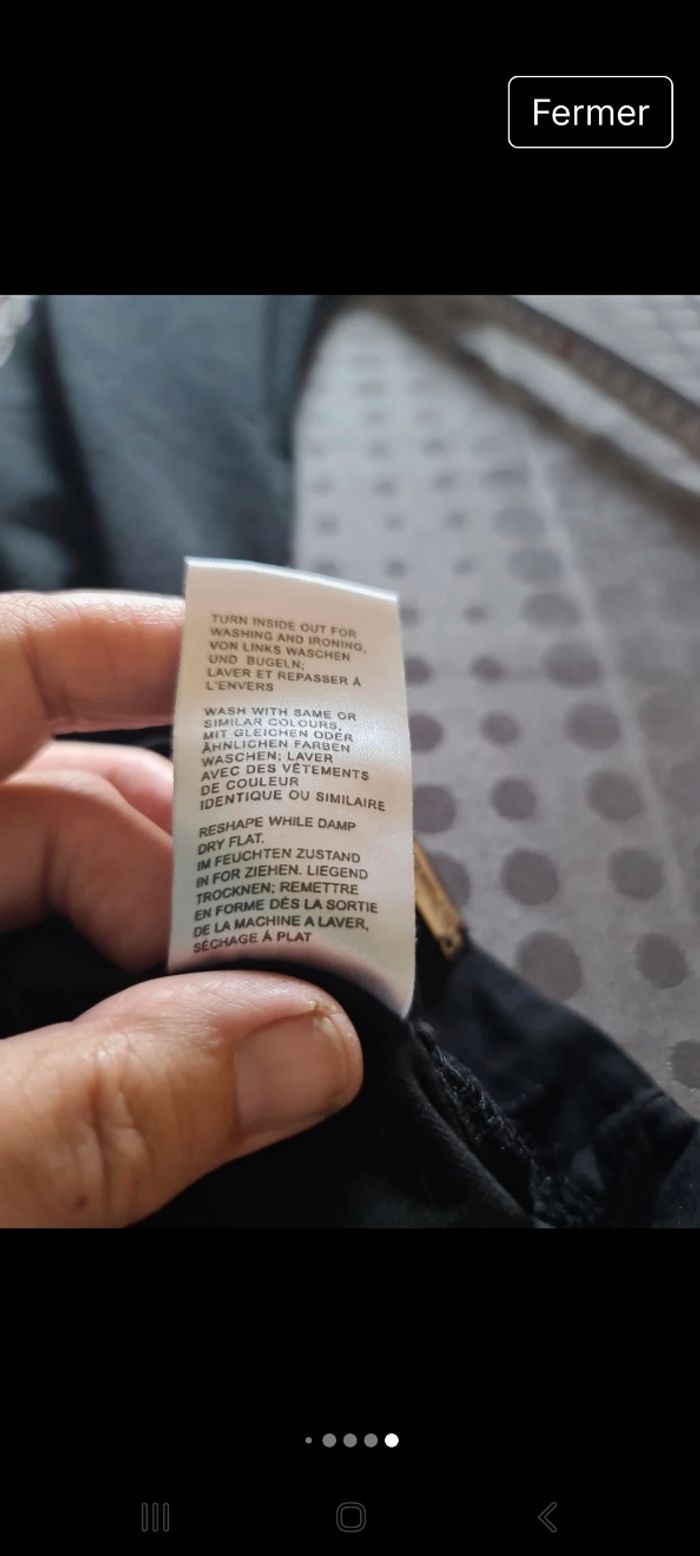 Fermer
TURN INSIDE OUT FOR
WASHING AND IRONING,
VON LINKS WASCHEN
UND BUGELN;
LAVER ET REPASSER À
L'ENVERS
WASH WITH SAME OR
SIMILAR COLOURS,
MIT GLEICHEN ODER
ÄHNLICHEN FARBEN
WASCHEN; LAVER
AVEC DES VÊTEMENTS
DE COULEUR
IDENTIQUE OU SIMILAIRE
RESHAPE WHILE DAMP
DRY FLAT.
IM FEUCHTEN ZUSTAND
IN FOR ZIEHEN. LIEGEND
TROCKNEN; REMETTRE
EN FORME DÈS LA SORTIE
DE LA MACHINE A LAVER,
SÉCHAGE À PLAT